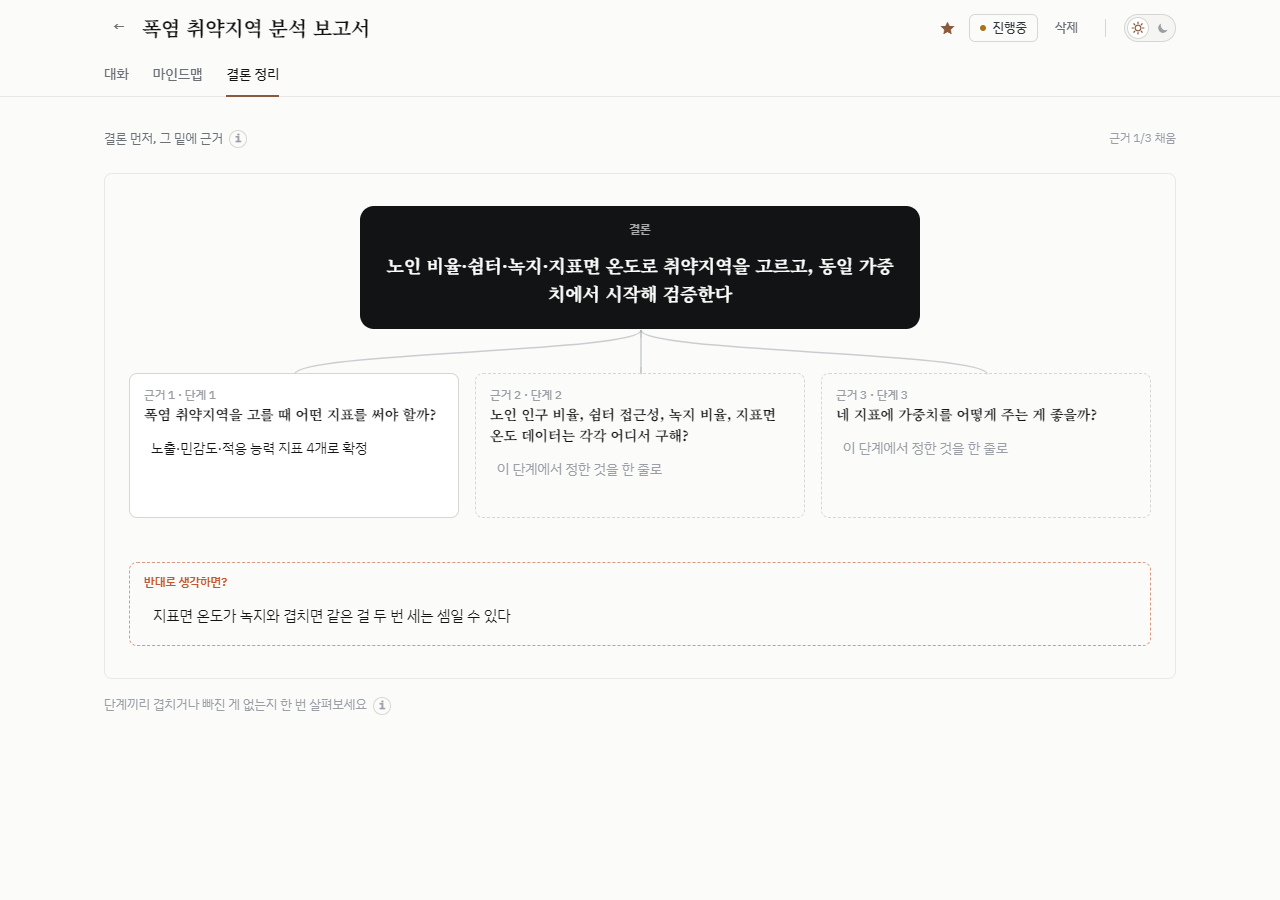 ← 폭염 취약지역 분석 보고서
★ 진행중 삭제
대화 마인드맵 결론 정리
결론 먼저, 그 밑에 근거 i
근거 1/3 채움
결론
노인 비율·쉼터·녹지·지표면 온도로 취약지역을 고르고, 동일 가중
치에서 시작해 검증한다
근거 1 · 단계 1
폭염 취약지역을 고를 때 어떤 지표를 써야 할까?
노출·민감도·적응 능력 지표 4개로 확정
근거 2 · 단계 2
노인 인구 비율, 쉼터 접근성, 녹지 비율, 지표면
온도 데이터는 각각 어디서 구해?
이 단계에서 정한 것을 한 줄로
근거 3 · 단계 3
네 지표에 가중치를 어떻게 주는 게 좋을까?
이 단계에서 정한 것을 한 줄로
반대로 생각하면?
지표면 온도가 녹지와 겹치면 같은 걸 두 번 세는 셈일 수 있다
단계끼리 겹치거나 빠진 게 없는지 한 번 살펴보세요 i